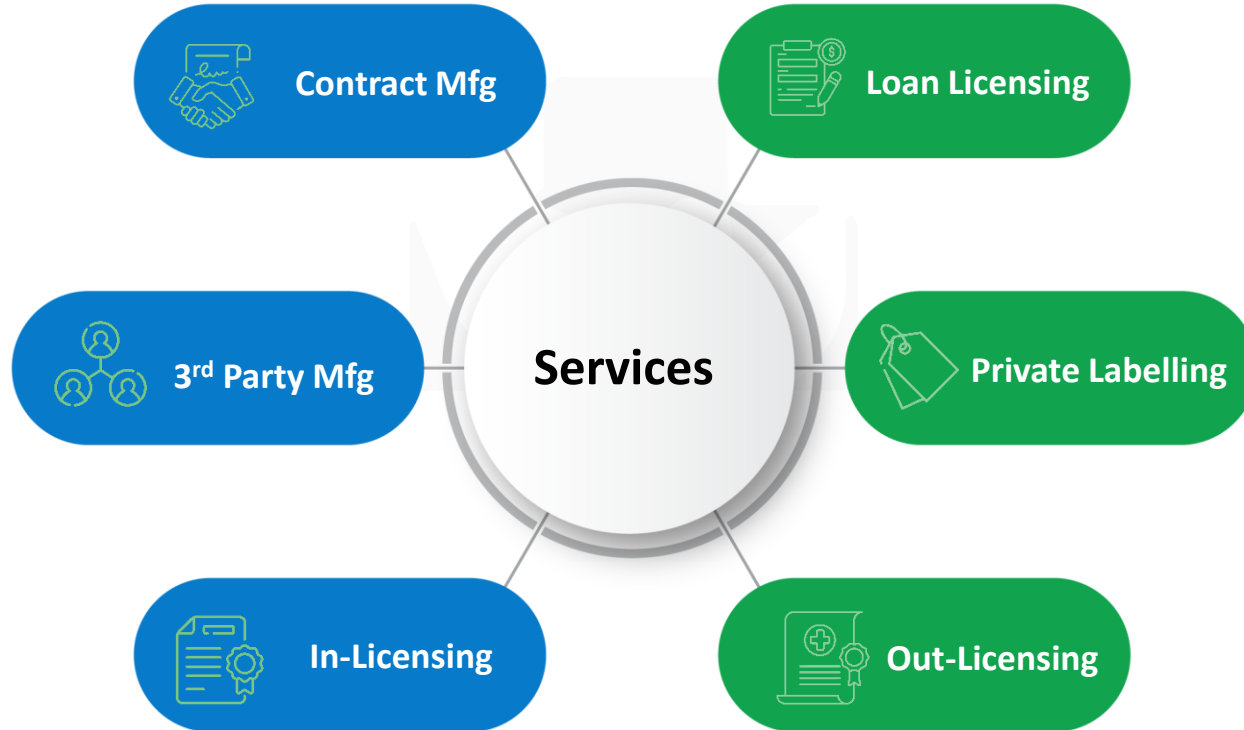 Contract Mfg
Loan Licensing
3rd Party Mfg
Services
Private Labelling
In-Licensing
Out-Licensing